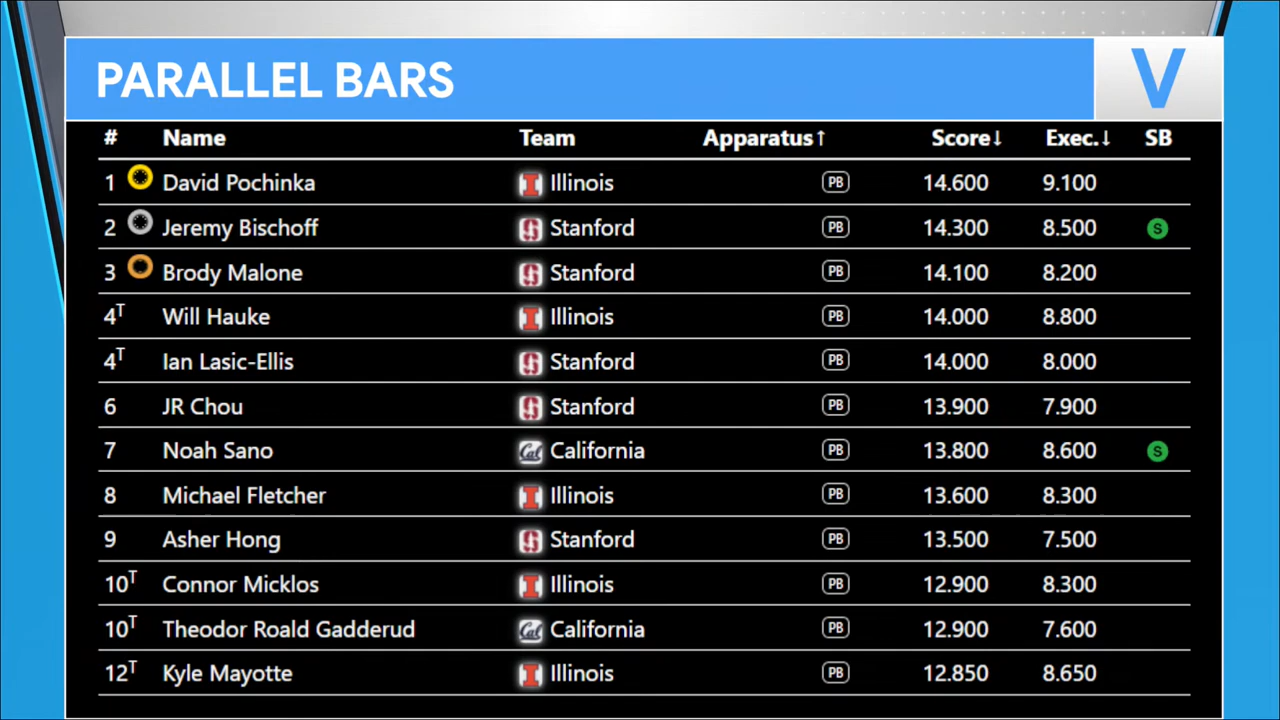 PARALLEL BARS V
# Name Team Apparatus↑ Score↓ Exec.↓ SB
1 David Pochinka I Illinois PB 14.600 9.100
2 Jeremy Bischoff S Stanford PB 14.300 8.500 S
3 Brody Malone S Stanford PB 14.100 8.200
4T Will Hauke I Illinois PB 14.000 8.800
4T Ian Lasic-Ellis S Stanford PB 14.000 8.000
6 JR Chou S Stanford PB 13.900 7.900
7 Noah Sano Cal California PB 13.800 8.600 S
8 Michael Fletcher I Illinois PB 13.600 8.300
9 Asher Hong S Stanford PB 13.500 7.500
10T Connor Micklos I Illinois PB 12.900 8.300
10T Theodor Roald Gadderud Cal California PB 12.900 7.600
12T Kyle Mayotte I Illinois PB 12.850 8.650